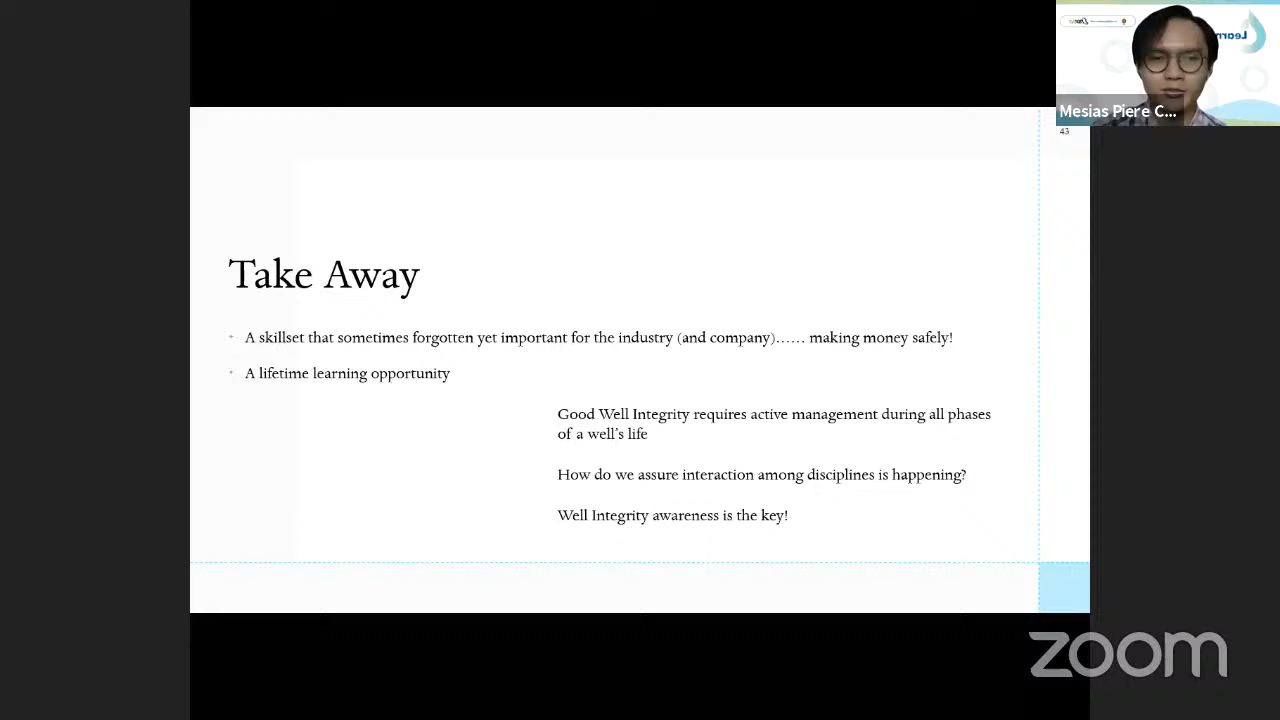 Learn
Mesias Piere C...
43
Take Away
A skillset that sometimes forgotten yet important for the industry (and company)...... making money safely!
A lifetime learning opportunity
Good Well Integrity requires active management during all phases
of a well's life
How do we assure interaction among disciplines is happening?
Well Integrity awareness is the key!
zoom